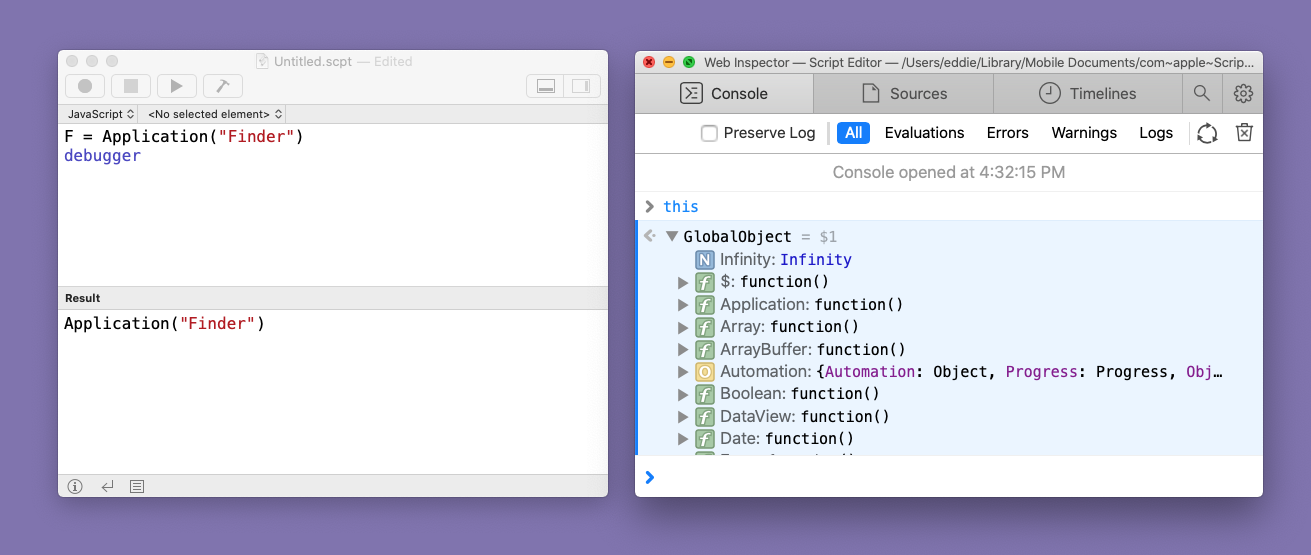 Untitled.scpt — Edited
JavaScript <No selected element>
F = Application("Finder")
debugger
Result
Application("Finder")
Web Inspector — Script Editor — /Users/eddie/Library/Mobile Documents/com~apple~Scrip...
Console Sources Timelines
Preserve Log All Evaluations Errors Warnings Logs
Console opened at 4:32:15 PM
this
GlobalObject = $1
N Infinity: Infinity
f $: function()
f Application: function()
f Array: function()
f ArrayBuffer: function()
O Automation: {Automation: Object, Progress: Progress, Obj…
f Boolean: function()
f DataView: function()
f Date: function()